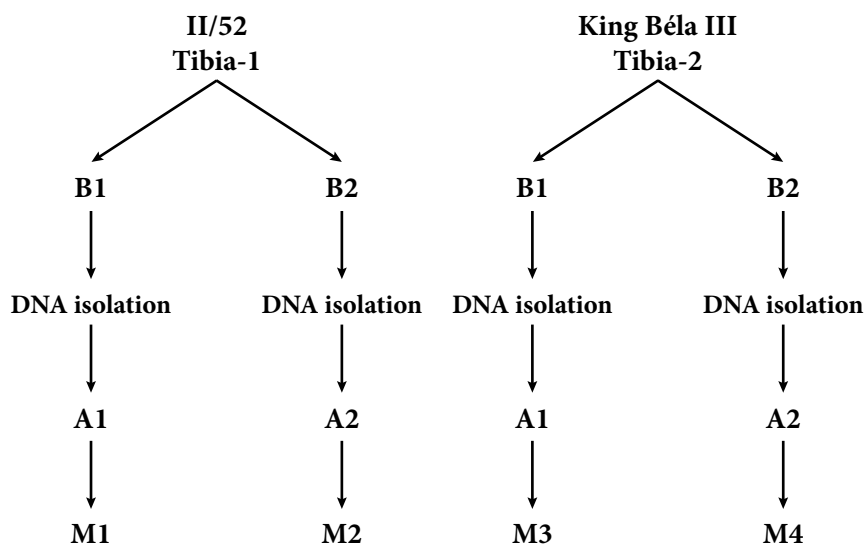 II/52 King Béla III
Tibia-1 Tibia-2
B1 B2 B1 B2
DNA isolation DNA isolation DNA isolation DNA isolation
A1 A2 A1 A2
M1 M2 M3 M4